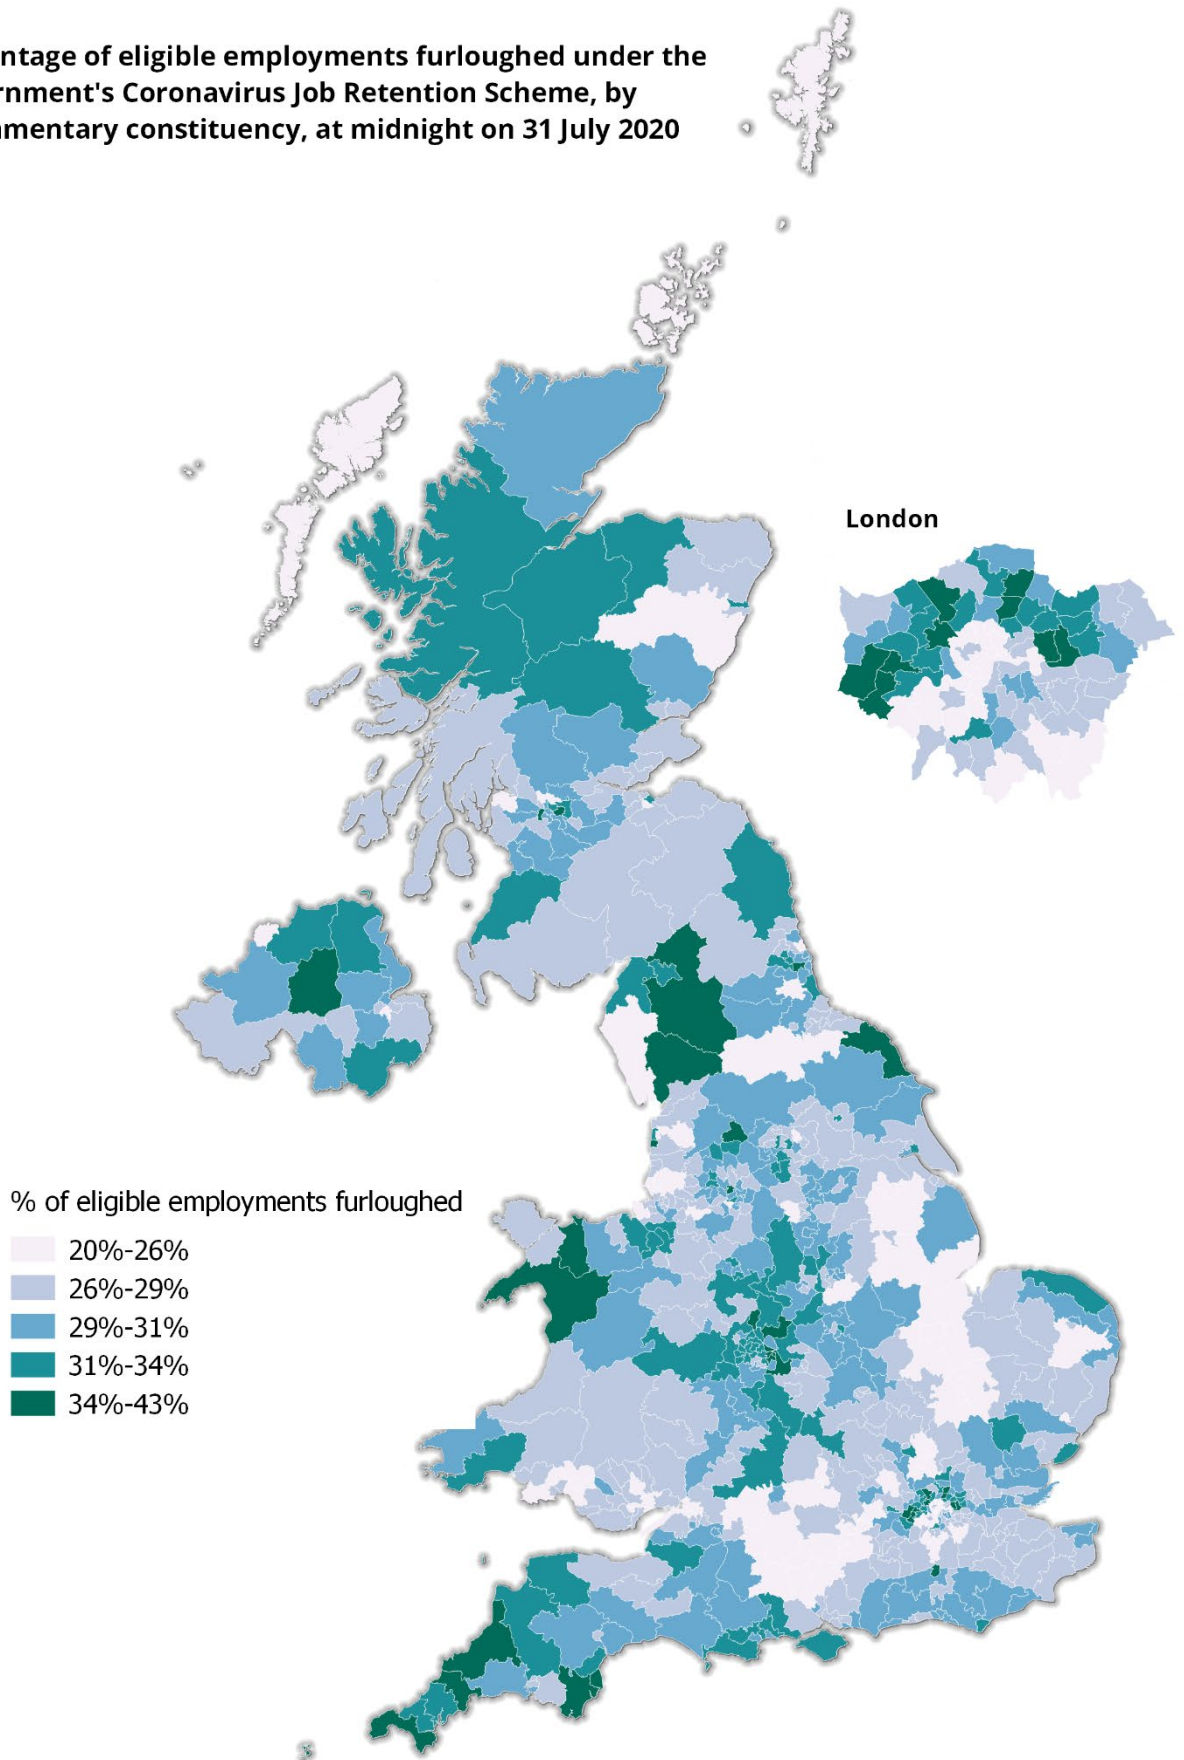 ntage of eligible employments furloughed under the
rnment's Coronavirus Job Retention Scheme, by
mentary constituency, at midnight on 31 July 2020
London
% of eligible employments furloughed
20%-26%
26%-29%
29%-31%
31%-34%
34%-43%